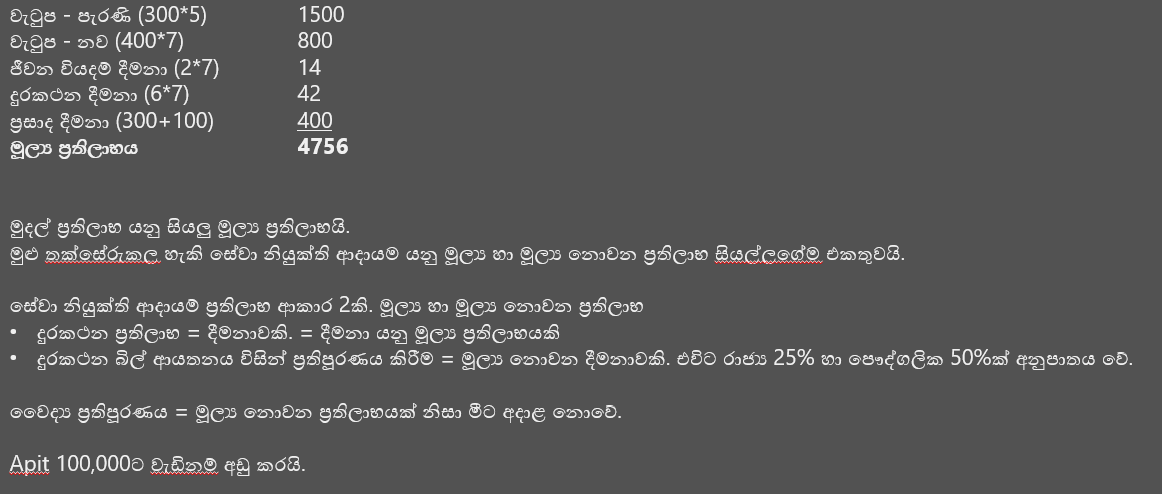 වැටුප - පැරණි (300*5) 1500
වැටුප - නව (400*7) 800
ජීවන වියදම් දීමනා (2*7) 14
දුරකථන දීමනා (6*7) 42
ප්‍රසාද දීමනා (300+100) 400
මූල්‍ය ප්‍රතිලාභය 4756
මුදල් ප්‍රතිලාභ යනු සියලු මූල්‍ය ප්‍රතිලාභයි.
මුළු තක්සේරුකල හැකි සේවා නියුක්ති ආදායම යනු මූල්‍ය හා මූල්‍ය නොවන ප්‍රතිලාභ සියල්ලගේම එකතුවයි.
සේවා නියුක්ති ආදායම් ප්‍රතිලාභ ආකාර 2කි. මූල්‍ය හා මූල්‍ය නොවන ප්‍රතිලාභ
• දුරකථන ප්‍රතිලාභ = දීමනාවකි. = දීමනා යනු මූල්‍ය ප්‍රතිලාභයකි
• දුරකථන බිල් ආයතනය විසින් ප්‍රතිපූරණය කිරීම = මූල්‍ය නොවන දීමනාවකි. එවිට රාජ්‍ය 25% හා පෞද්ගලික 50%ක් අනුපාතය වේ.
වෛද්‍ය ප්‍රතිපූරණය = මූල්‍ය නොවන ප්‍රතිලාභයක් නිසා මීට අදාළ නොවේ.
Apit 100,000ට වැඩිනම් අඩු කරයි.